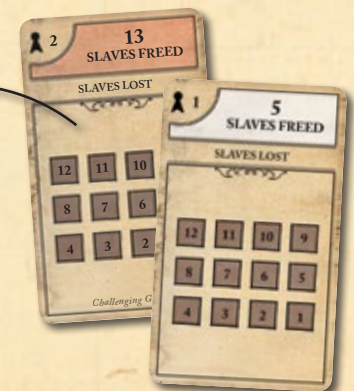 2 13
SLAVES FREED
SLAVES LOST
12 11 10
8 7 6
4 3 2
Challenging G
1 5
SLAVES FREED
SLAVES LOST
12 11 10 9
8 7 6 5
4 3 2 1